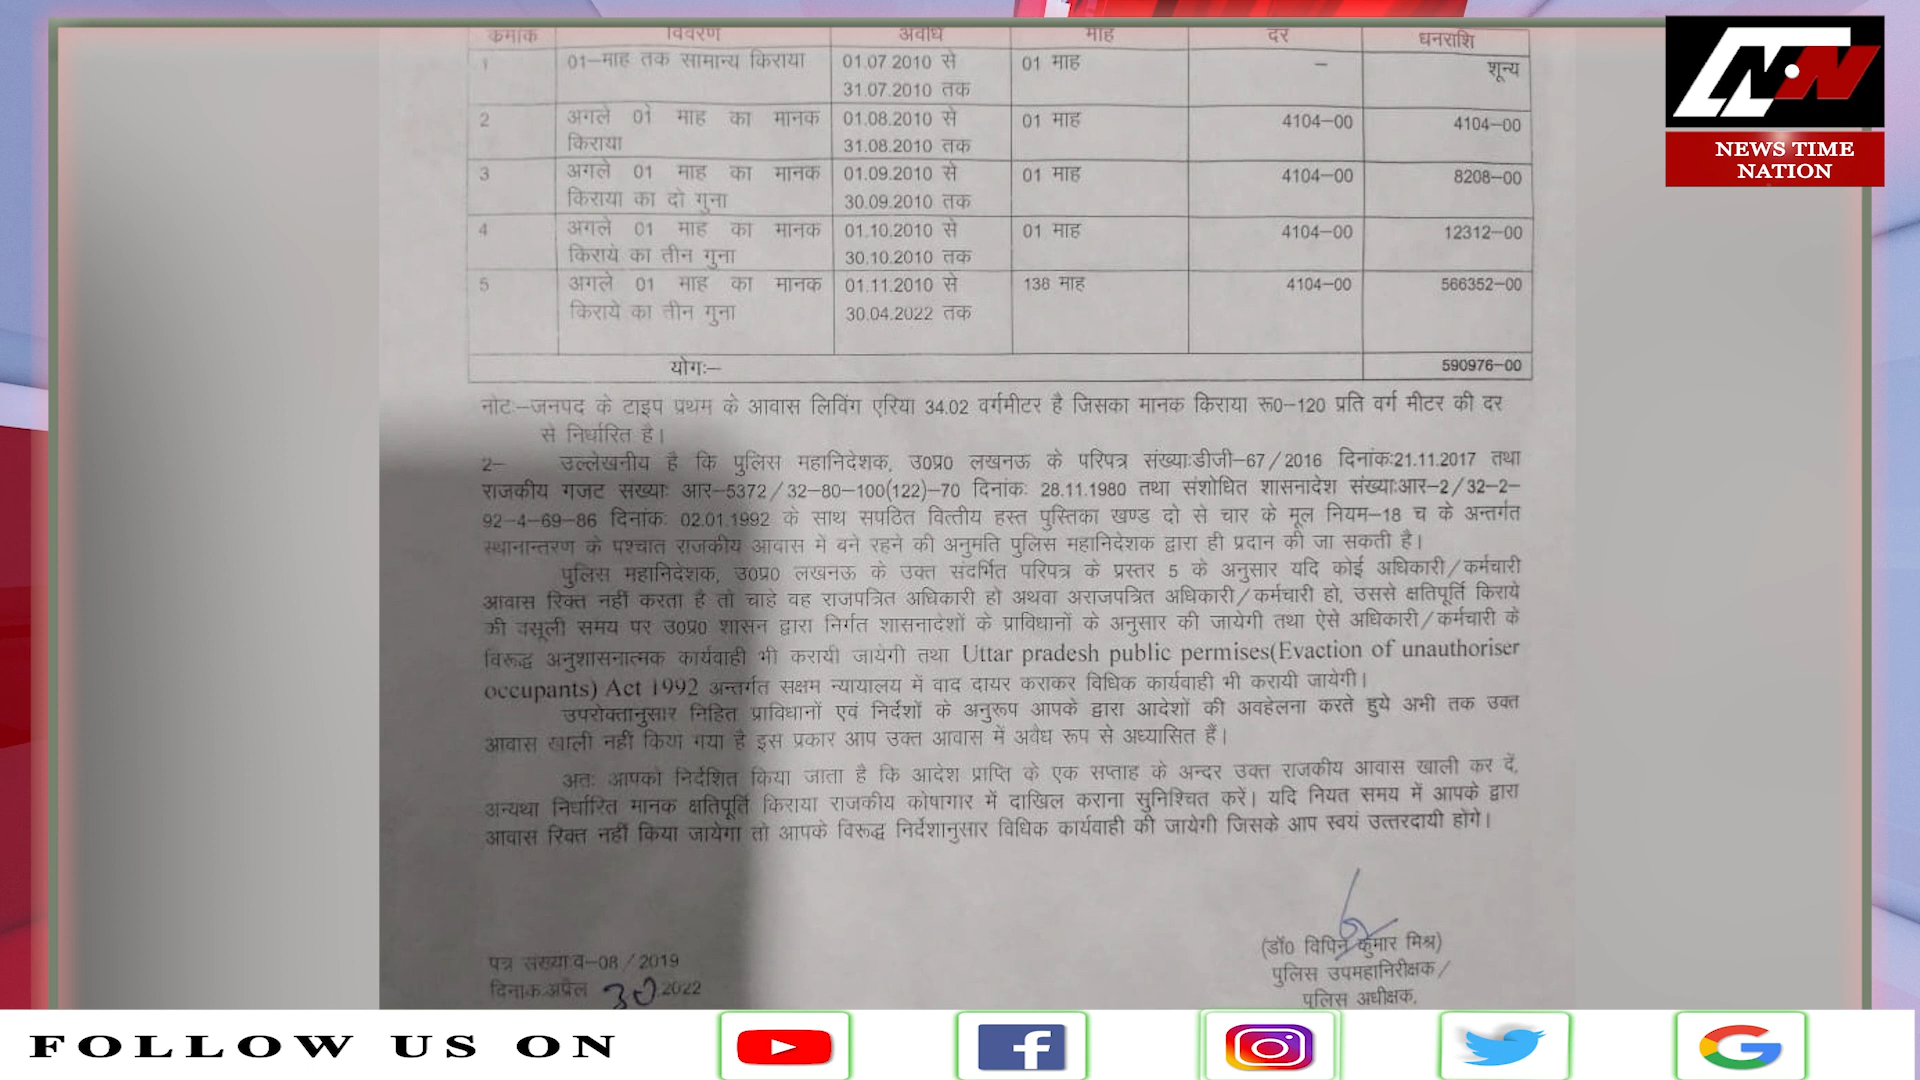 क्रमांक विवरण अवधि माह दर धनराशि
1 01–माह तक सामान्य किराया 01.07.2010 से 31.07.2010 तक 01 माह – शून्य
2 अगले 01 माह का मानक किराया 01.08.2010 से 31.08.2010 तक 01 माह 4104–00 4104–00
3 अगले 01 माह का मानक किराया का दो गुना 01.09.2010 से 30.09.2010 तक 01 माह 4104–00 8208–00
4 अगले 01 माह का मानक किराये का तीन गुना 01.10.2010 से 30.10.2010 तक 01 माह 4104–00 12312–00
5 अगले 01 माह का मानक किराये का तीन गुना 01.11.2010 से 30.04.2022 तक 138 माह 4104–00 566352–00
योगः– 590976–00
नोटः–जनपद के टाइप प्रथम के आवास लिविंग एरिया 34.02 वर्गमीटर है जिसका मानक किराया रू0–120 प्रति वर्ग मीटर की दर
से निर्धारित है।
2– उल्लेखनीय है कि पुलिस महानिदेशक, उ0प्र0 लखनऊ के परिपत्र संख्याःडीजी–67/2016 दिनांकः21.11.2017 तथा
राजकीय गजट संख्याः आर–5372/32–80–100(122)–70 दिनांकः 28.11.1980 तथा संशोधित शासनादेश संख्याःआर–2/32–2–
92–4–69–86 दिनांकः 02.01.1992 के साथ सपठित वित्तीय हस्त पुस्तिका खण्ड दो से चार के मूल नियम–18 च के अन्तर्गत
स्थानान्तरण के पश्चात राजकीय आवास में बने रहने की अनुमति पुलिस महानिदेशक द्वारा ही प्रदान की जा सकती है।
पुलिस महानिदेशक, उ0प्र0 लखनऊ के उक्त संदर्भित परिपत्र के प्रस्तर 5 के अनुसार यदि कोई अधिकारी/कर्मचारी
आवास रिक्त नहीं करता है तो चाहे वह राजपत्रित अधिकारी हो अथवा अराजपत्रित अधिकारी/कर्मचारी हो, उससे क्षतिपूर्ति किराये
की वसूली समय पर उ0प्र0 शासन द्वारा निर्गत शासनादेशों के प्राविधानों के अनुसार की जायेगी तथा ऐसे अधिकारी/कर्मचारी के
विरूद्ध अनुशासनात्मक कार्यवाही भी करायी जायेगी तथा Uttar pradesh public permises(Evaction of unauthoriser
occupants) Act 1992 अन्तर्गत सक्षम न्यायालय में वाद दायर कराकर विधिक कार्यवाही भी करायी जायेगी।
उपरोक्तानुसार निहित प्राविधानों एवं निर्देशों के अनुरूप आपके द्वारा आदेशों की अवहेलना करते हुये अभी तक उक्त
आवास खाली नहीं किया गया है इस प्रकार आप उक्त आवास में अवैध रूप से अध्यासित हैं।
अतः आपको निर्देशित किया जाता है कि आदेश प्राप्ति के एक सप्ताह के अन्दर उक्त राजकीय आवास खाली कर दें,
अन्यथा निर्धारित मानक क्षतिपूर्ति किराया राजकीय कोषागार में दाखिल कराना सुनिश्चित करें। यदि नियत समय में आपके द्वारा
आवास रिक्त नहीं किया जायेगा तो आपके विरूद्ध निर्देशानुसार विधिक कार्यवाही की जायेगी जिसके आप स्वयं उत्तरदायी होंगे।
(डॉ0 विपिन कुमार मिश्र)
पुलिस उपमहानिरीक्षक/
पुलिस अधीक्षक,
पत्र संख्याःव–08/2019
दिनांकःअप्रैल 30,2022
NEWS TIME
NATION
FOLLOW US ON